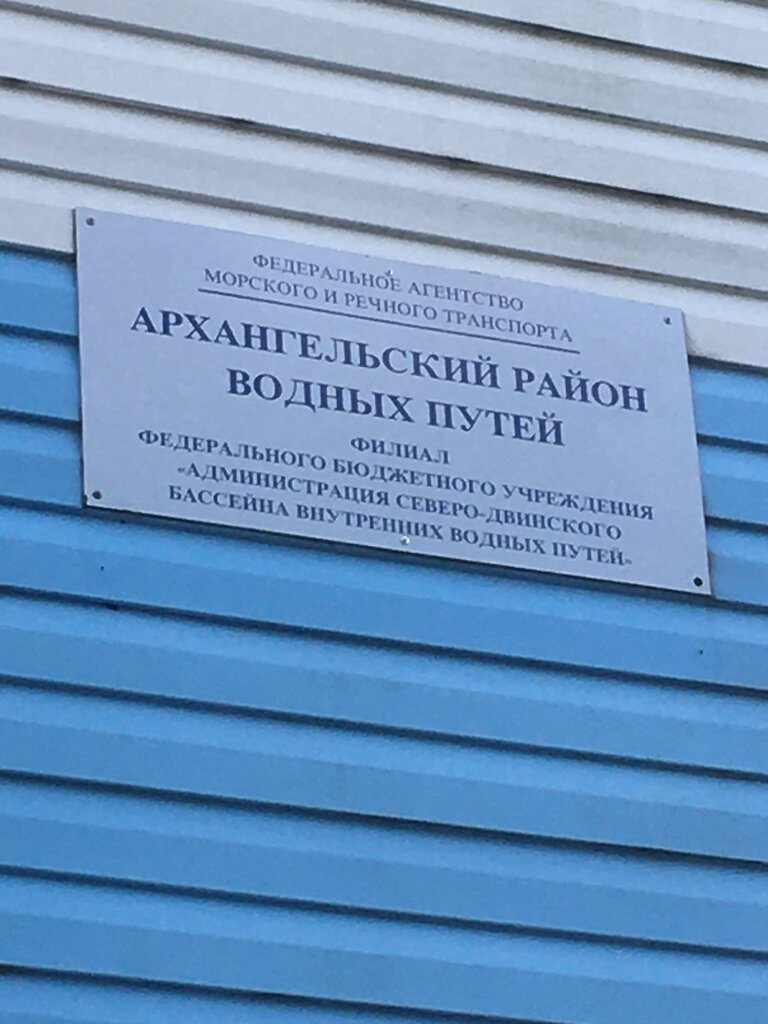 ФЕДЕРАЛЬНОЕ АГЕНТСТВО
МОРСКОГО И РЕЧНОГО ТРАНСПОРТА
АРХАНГЕЛЬСКИЙ РАЙОН
ВОДНЫХ ПУТЕЙ
ФИЛИАЛ
ФЕДЕРАЛЬНОГО БЮДЖЕТНОГО УЧРЕЖДЕНИЯ
«АДМИНИСТРАЦИЯ СЕВЕРО-ДВИНСКОГО
БАССЕЙНА ВНУТРЕННИХ ВОДНЫХ ПУТЕЙ»